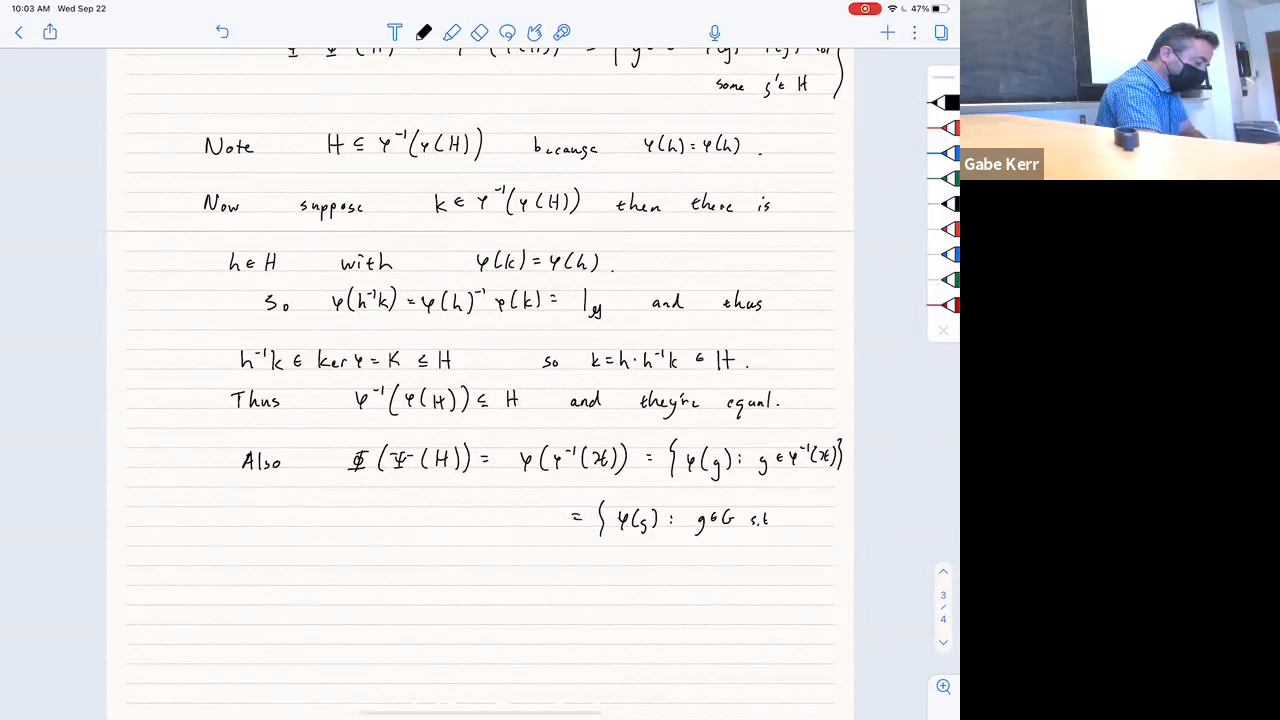 10:03 AM Wed Sep 22
47%
some g'∈ H
Note H ⊆ φ⁻¹(φ(H)) because φ(h) = φ(h).
Now suppose k ∈ φ⁻¹(φ(H)) then there is
h ∈ H with φ(k) = φ(h).
So φ(h⁻¹k) = φ(h)⁻¹ φ(k) = 1 and thus
h⁻¹k ∈ ker φ = K ≤ H so k = h · h⁻¹k ∈ H.
Thus φ⁻¹(φ(H)) ⊆ H and they're equal.
Also Φ(Ψ(H)) = φ(φ⁻¹(ℋ)) = {φ(g) : g ∈ φ⁻¹(ℋ)}
= {φ(g) : g ∈ G s.t
Gabe Kerr
3
/
4